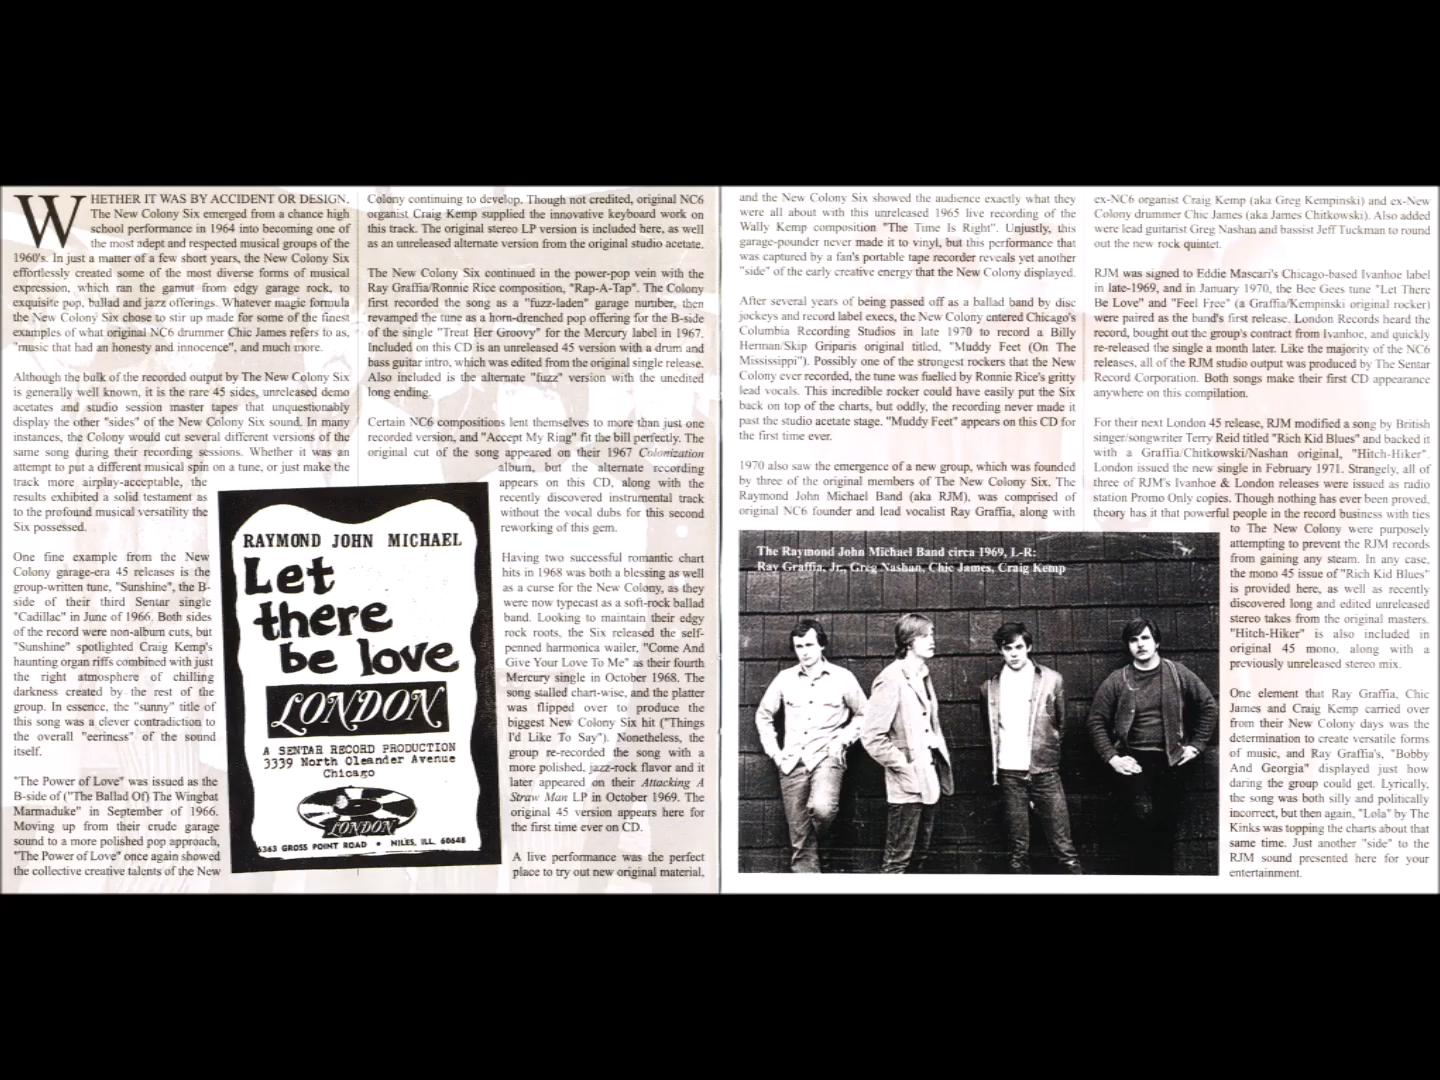 WHETHER IT WAS BY ACCIDENT OR DESIGN.
The New Colony Six emerged from a chance high
school performance in 1964 into becoming one of
the most adept and respected musical groups of the
1960's. In just a matter of a few short years, the New Colony Six
effortlessly created some of the most diverse forms of musical
expression, which ran the gamut from edgy garage rock, to
exquisite pop, ballad and jazz offerings. Whatever magic formula
the New Colony Six chose to stir up made for some of the finest
examples of what original NC6 drummer Chic James refers to as,
"music that had an honesty and innocence", and much more.
Although the bulk of the recorded output by The New Colony Six
is generally well known, it is the rare 45 sides, unreleased demo
acetates and studio session master tapes that unquestionably
display the other "sides" of the New Colony Six sound. In many
instances, the Colony would cut several different versions of the
same song during their recording sessions. Whether it was an
attempt to put a different musical spin on a tune, or just make the
track more airplay-acceptable, the
results exhibited a solid testament as
to the profound musical versatility the
Six possessed.
One fine example from the New
Colony garage-era 45 releases is the
group-written tune, "Sunshine", the B-
side of their third Sentar single
"Cadillac" in June of 1966. Both sides
of the record were non-album cuts, but
"Sunshine" spotlighted Craig Kemp's
haunting organ riffs combined with just
the right atmosphere of chilling
darkness created by the rest of the
group. In essence, the "sunny" title of
this song was a clever contradiction to
the overall "eeriness" of the sound
itself.
"The Power of Love" was issued as the
B-side of ("The Ballad Of) The Wingbat
Marmaduke" in September of 1966.
Moving up from their crude garage
sound to a more polished pop approach,
"The Power of Love" once again showed
the collective creative talents of the New
RAYMOND JOHN MICHAEL
Let
there
be love
LONDON
A SENTAR RECORD PRODUCTION
3339 North Oleander Avenue
Chicago
LONDON
6363 GROSS POINT ROAD • NILES, ILL. 60648
Colony continuing to develop. Though not credited, original NC6
organist Craig Kemp supplied the innovative keyboard work on
this track. The original stereo LP version is included here, as well
as an unreleased alternate version from the original studio acetate.
The New Colony Six continued in the power-pop vein with the
Ray Graffia/Ronnie Rice composition, "Rap-A-Tap". The Colony
first recorded the song as a "fuzz-laden" garage number, then
revamped the tune as a horn-drenched pop offering for the B-side
of the single "Treat Her Groovy" for the Mercury label in 1967.
Included on this CD is an unreleased 45 version with a drum and
bass guitar intro, which was edited from the original single release.
Also included is the alternate "fuzz" version with the unedited
long ending.
Certain NC6 compositions lent themselves to more than just one
recorded version, and "Accept My Ring" fit the bill perfectly. The
original cut of the song appeared on their 1967 Colonization
album, but the alternate recording
appears on this CD, along with the
recently discovered instrumental track
without the vocal dubs for this second
reworking of this gem.
Having two successful romantic chart
hits in 1968 was both a blessing as well
as a curse for the New Colony, as they
were now typecast as a soft-rock ballad
band. Looking to maintain their edgy
rock roots, the Six released the self-
penned harmonica wailer, "Come And
Give Your Love To Me" as their fourth
Mercury single in October 1968. The
song stalled chart-wise, and the platter
was flipped over to produce the
biggest New Colony Six hit ("Things
I'd Like To Say"). Nonetheless, the
group re-recorded the song with a
more polished, jazz-rock flavor and it
later appeared on their Attacking A
Straw Man LP in October 1969. The
original 45 version appears here for
the first time ever on CD.
A live performance was the perfect
place to try out new original material,
and the New Colony Six showed the audience exactly what they
were all about with this unreleased 1965 live recording of the
Wally Kemp composition "The Time Is Right". Unjustly, this
garage-pounder never made it to vinyl, but this performance that
was captured by a fan's portable tape recorder reveals yet another
"side" of the early creative energy that the New Colony displayed.
After several years of being passed off as a ballad band by disc
jockeys and record label execs, the New Colony entered Chicago's
Columbia Recording Studios in late 1970 to record a Billy
Herman/Skip Griparis original titled, "Muddy Feet (On The
Mississippi"). Possibly one of the strongest rockers that the New
Colony ever recorded, the tune was fuelled by Ronnie Rice's gritty
lead vocals. This incredible rocker could have easily put the Six
back on top of the charts, but oddly, the recording never made it
past the studio acetate stage. "Muddy Feet" appears on this CD for
the first time ever.
1970 also saw the emergence of a new group, which was founded
by three of the original members of The New Colony Six. The
Raymond John Michael Band (aka RJM), was comprised of
original NC6 founder and lead vocalist Ray Graffia, along with
The Raymond John Michael Band circa 1969, L-R:
Ray Graffia, Jr., Greg Nashan, Chic James, Craig Kemp
ex-NC6 organist Craig Kemp (aka Greg Kempinski) and ex-New
Colony drummer Chic James (aka James Chitkowski). Also added
were lead guitarist Greg Nashan and bassist Jeff Tuckman to round
out the new rock quintet.
RJM was signed to Eddie Mascari's Chicago-based Ivanhoe label
in late-1969, and in January 1970, the Bee Gees tune "Let There
Be Love" and "Feel Free" (a Graffia/Kempinski original rocker)
were paired as the band's first release. London Records heard the
record, bought out the group's contract from Ivanhoe, and quickly
re-released the single a month later. Like the majority of the NC6
releases, all of the RJM studio output was produced by The Sentar
Record Corporation. Both songs make their first CD appearance
anywhere on this compilation.
For their next London 45 release, RJM modified a song by British
singer/songwriter Terry Reid titled "Rich Kid Blues" and backed it
with a Graffia/Chitkowski/Nashan original, "Hitch-Hiker".
London issued the new single in February 1971. Strangely, all of
three of RJM's Ivanhoe & London releases were issued as radio
station Promo Only copies. Though nothing has ever been proved,
theory has it that powerful people in the record business with ties
to The New Colony were purposely
attempting to prevent the RJM records
from gaining any steam. In any case,
the mono 45 issue of "Rich Kid Blues"
is provided here, as well as recently
discovered long and edited unreleased
stereo takes from the original masters.
"Hitch-Hiker" is also included in
original 45 mono, along with a
previously unreleased stereo mix.
One element that Ray Graffia, Chic
James and Craig Kemp carried over
from their New Colony days was the
determination to create versatile forms
of music, and Ray Graffia's, "Bobby
And Georgia" displayed just how
daring the group could get. Lyrically,
the song was both silly and politically
incorrect, but then again, "Lola" by The
Kinks was topping the charts about that
same time. Just another "side" to the
RJM sound presented here for your
entertainment.